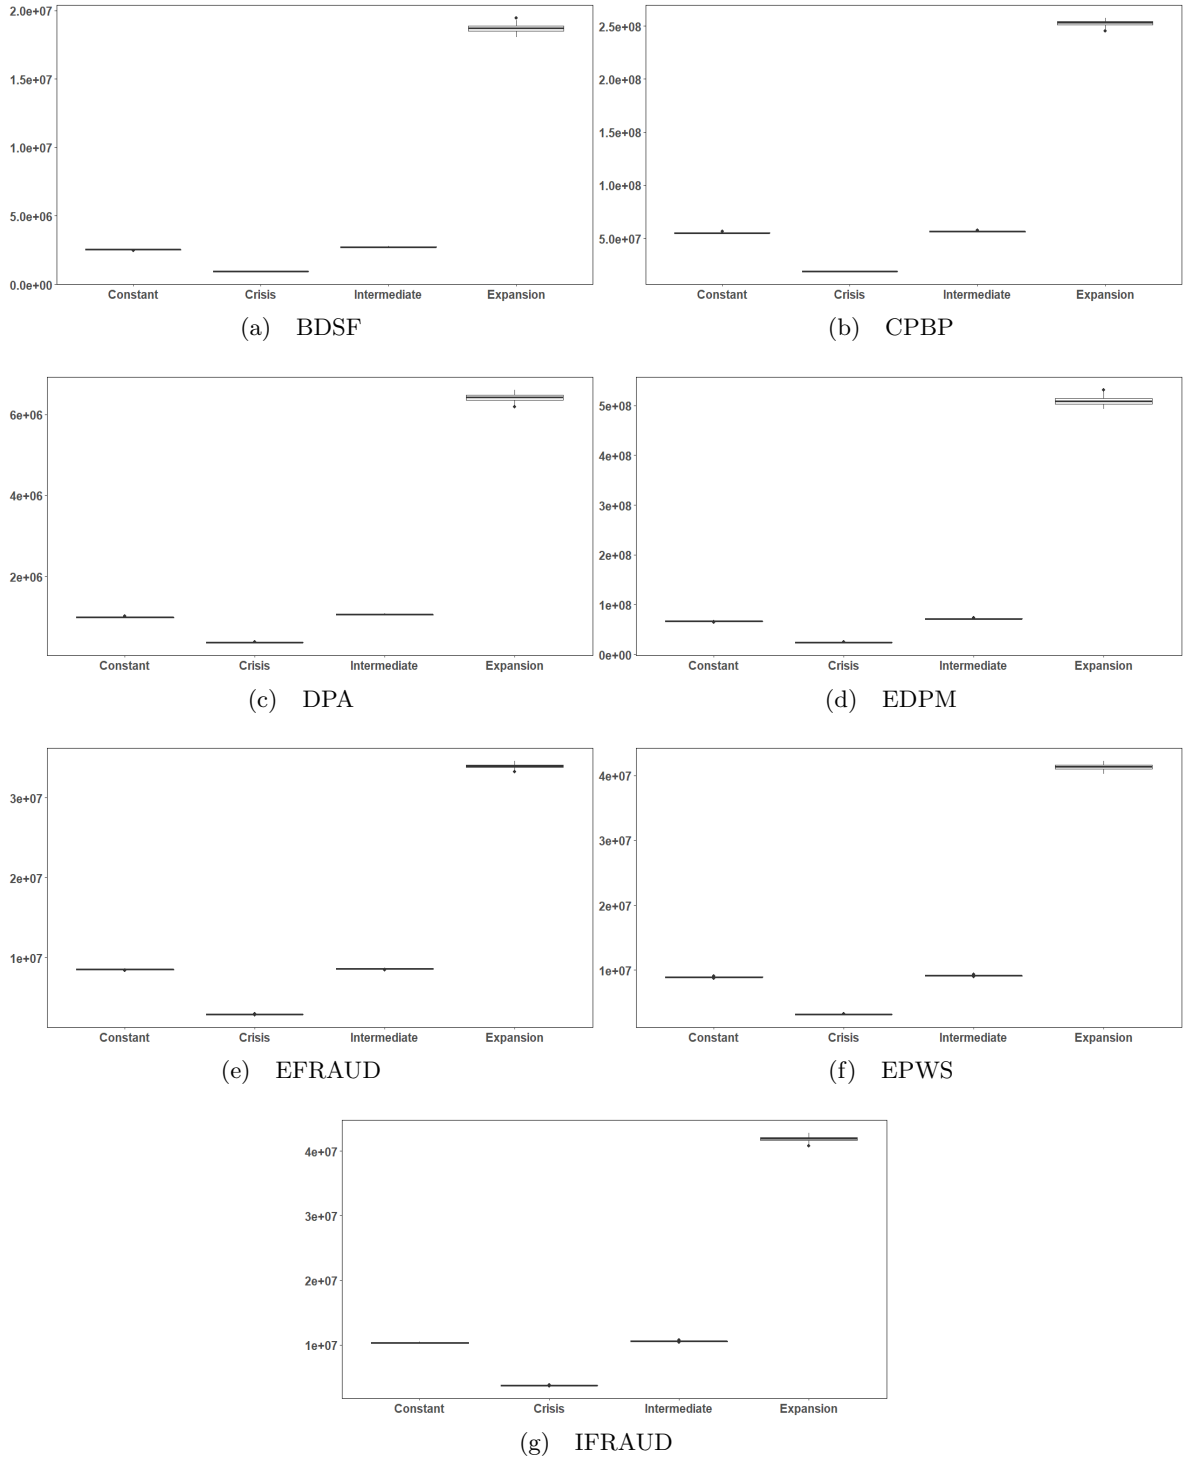 2.0e+07
1.5e+07
1.0e+07
5.0e+06
0.0e+00
Constant Crisis Intermediate Expansion
(a) BDSF
2.5e+08
2.0e+08
1.5e+08
1.0e+08
5.0e+07
Constant Crisis Intermediate Expansion
(b) CPBP
6e+06
4e+06
2e+06
Constant Crisis Intermediate Expansion
(c) DPA
5e+08
4e+08
3e+08
2e+08
1e+08
0e+00
Constant Crisis Intermediate Expansion
(d) EDPM
3e+07
2e+07
1e+07
Constant Crisis Intermediate Expansion
(e) EFRAUD
4e+07
3e+07
2e+07
1e+07
Constant Crisis Intermediate Expansion
(f) EPWS
4e+07
3e+07
2e+07
1e+07
Constant Crisis Intermediate Expansion
(g) IFRAUD